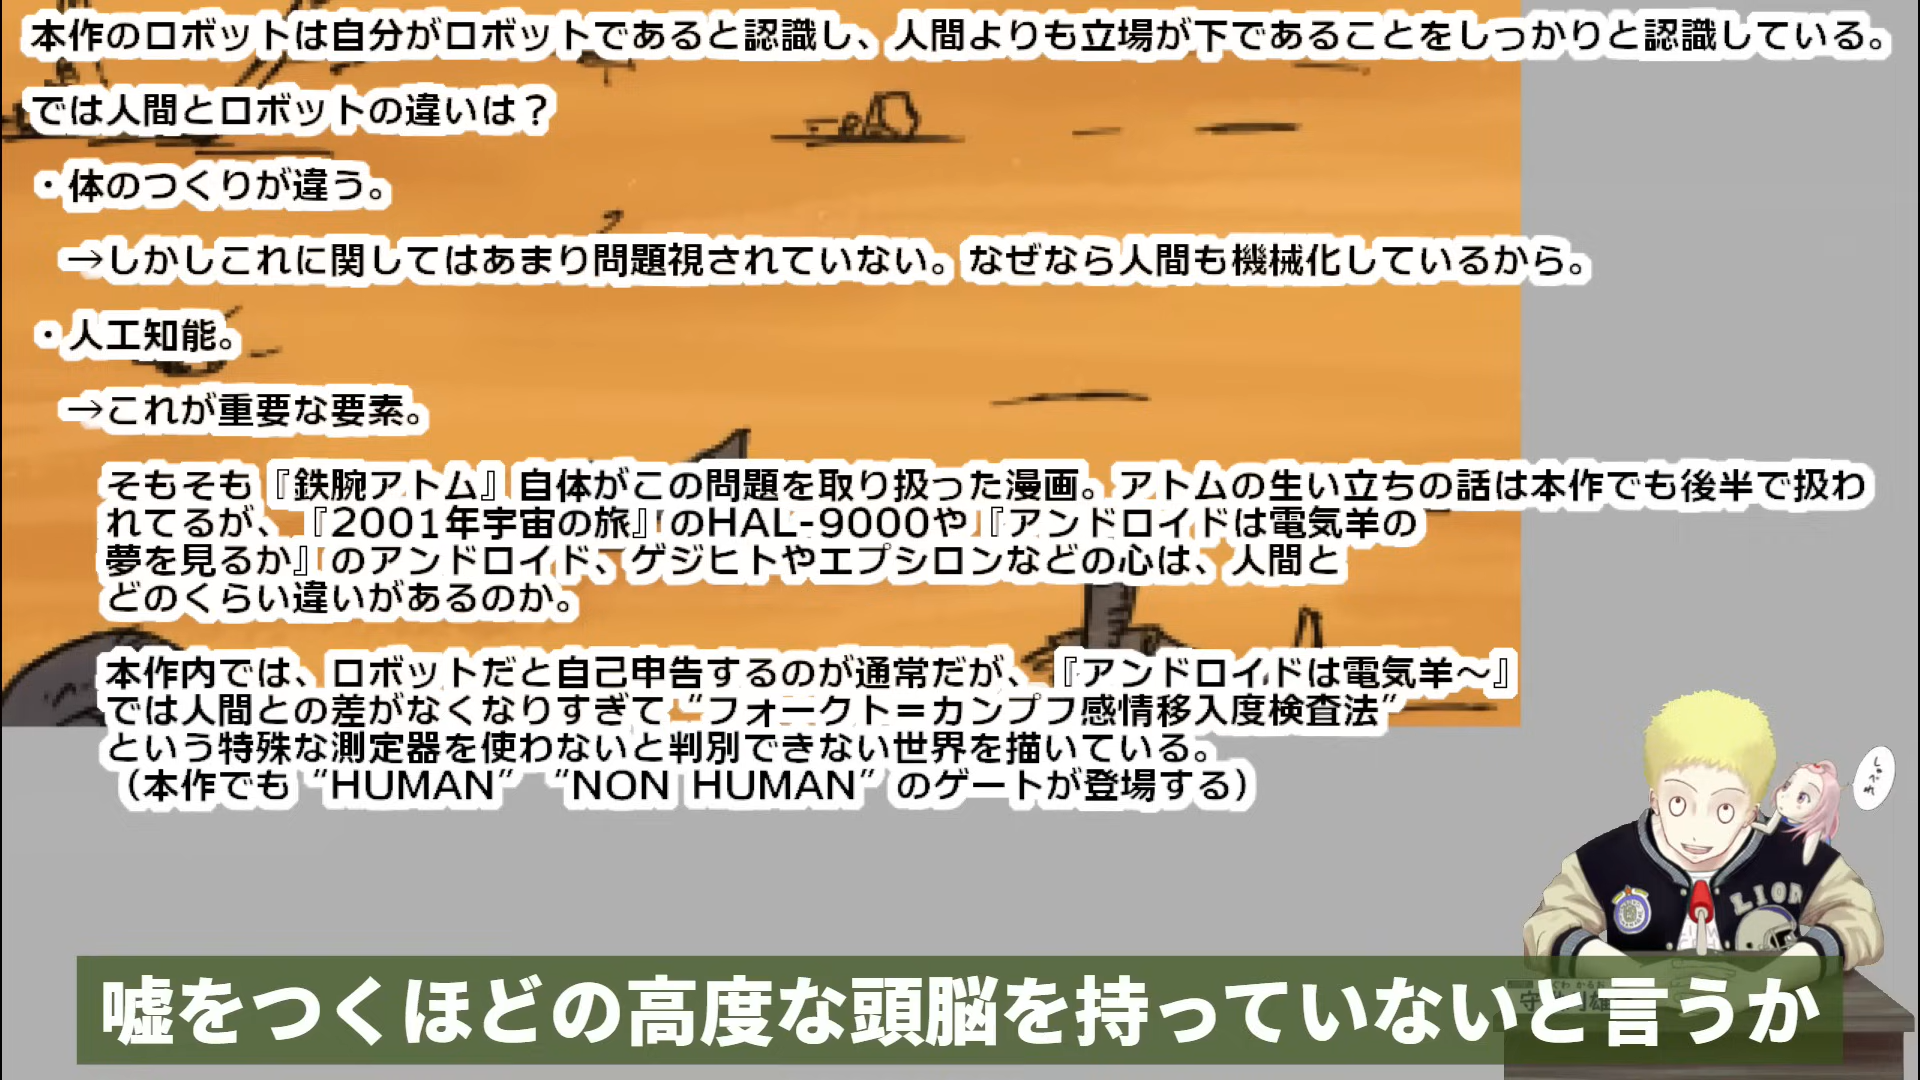 本作のロボットは自分がロボットであると認識し、人間よりも立場が下であることをしっかりと認識している。
では人間とロボットの違いは？
・体のつくりが違う。
→しかしこれに関してはあまり問題視されていない。なぜなら人間も機械化しているから。
・人工知能。
→これが重要な要素。
そもそも『鉄腕アトム』自体がこの問題を取り扱った漫画。アトムの生い立ちの話は本作でも後半で扱わ
れてるが、『2001年宇宙の旅』のHAL-9000や『アンドロイドは電気羊の
夢を見るか』のアンドロイド、ゲジヒトやエプシロンなどの心は、人間と
どのくらい違いがあるのか。
本作内では、ロボットだと自己申告するのが通常だが、『アンドロイドは電気羊～』
では人間との差がなくなりすぎて“フォークト＝カンプフ感情移入度検査法”
という特殊な測定器を使わないと判別できない世界を描いている。
（本作でも“HUMAN”“NON HUMAN”のゲートが登場する）
しゃべれ
LION
嘘をつくほどの高度な頭脳を持っていないと言うか